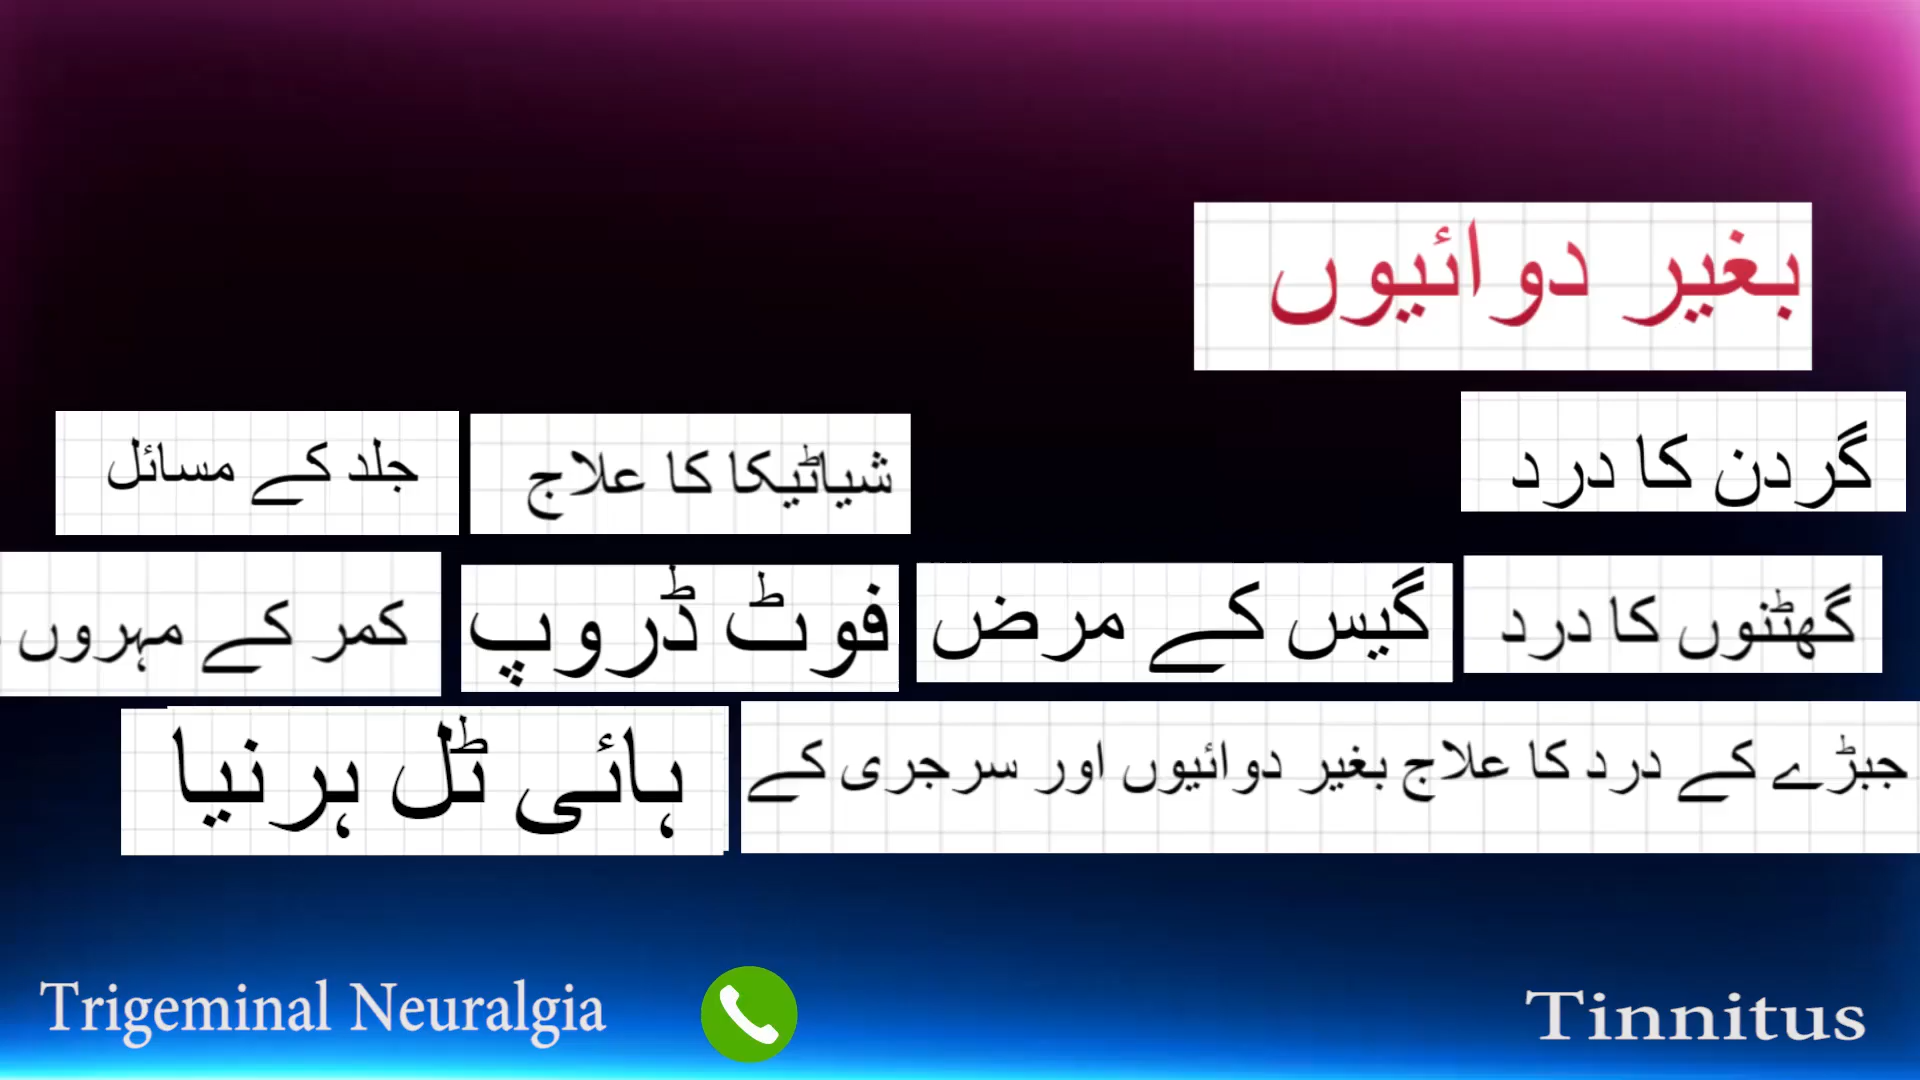 بغیر دوائیوں
گردن کا درد
شیاٹیکا کا علاج
جلد کے مسائل
گھٹنوں کا درد
گیس کے مرض
فوٹ ڈروپ
کمر کے مہروں
جبڑے کے درد کا علاج بغیر دوائیوں اور سرجری کے
ہائی ٹل ہرنیا
Trigeminal Neuralgia
Tinnitus